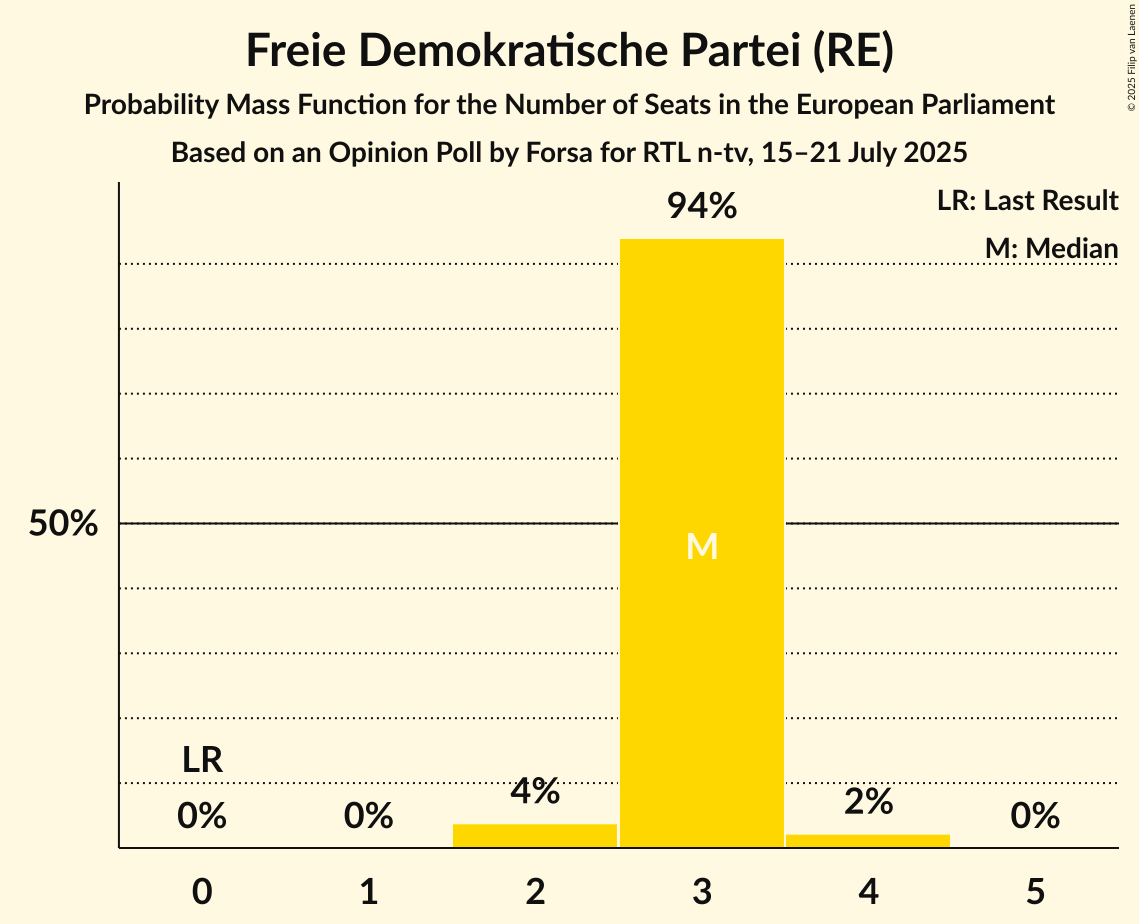 Freie Demokratische Partei (RE)
Probability Mass Function for the Number of Seats in the European Parliament
Based on an Opinion Poll by Forsa for RTL n-tv, 15–21 July 2025
© 2025 Filip van Laenen
LR: Last Result
M: Median
94%
50%
M
LR
0%
0%
4%
2%
0%
0
1
2
3
4
5